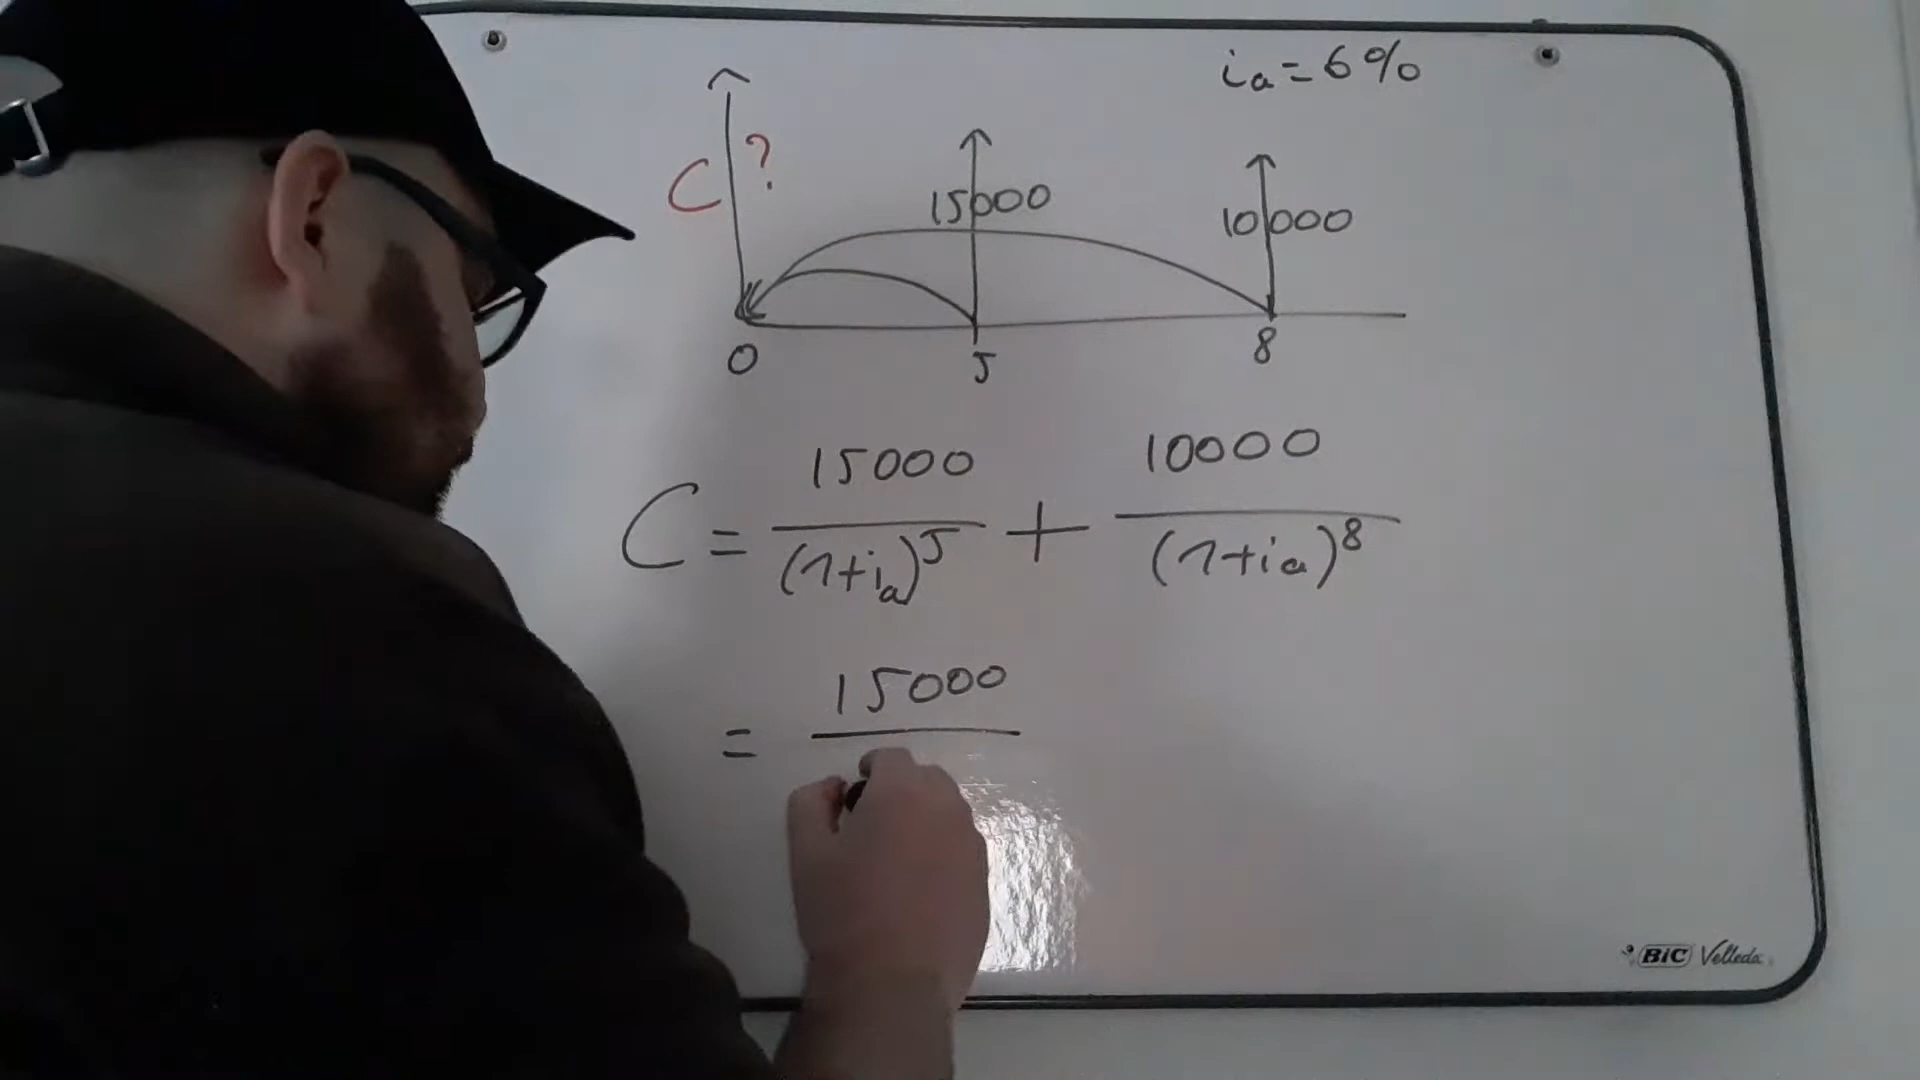 i_a = 6%
C ?
15000
10000
0 5 8
C = 15000/(1+i_a)^5 + 10000/(1+i_a)^8
= 15000
BiC Velleda